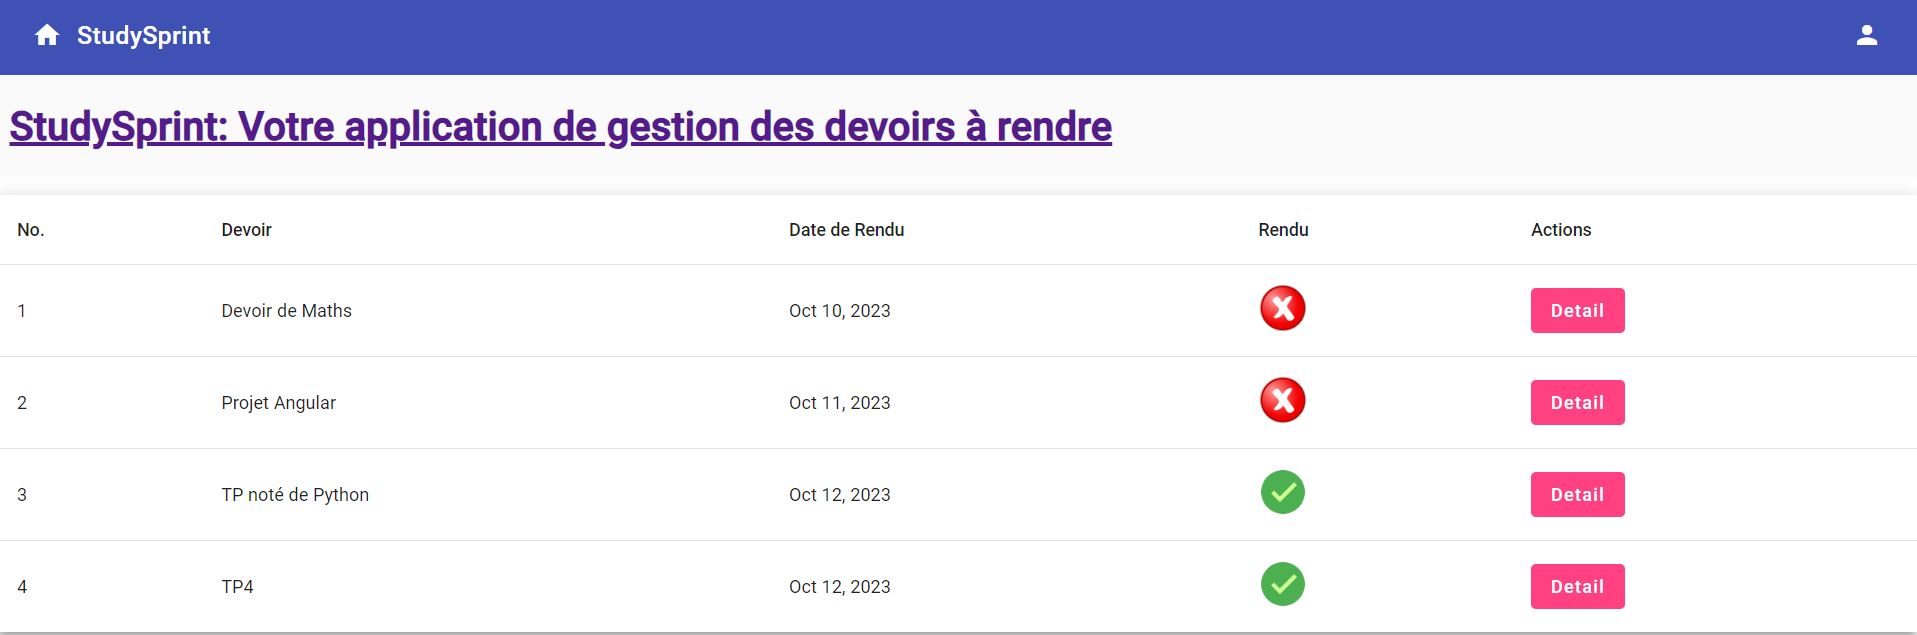 StudySprint
StudySprint: Votre application de gestion des devoirs à rendre
No. Devoir Date de Rendu Rendu Actions
1 Devoir de Maths Oct 10, 2023 Detail
2 Projet Angular Oct 11, 2023 Detail
3 TP noté de Python Oct 12, 2023 Detail
4 TP4 Oct 12, 2023 Detail